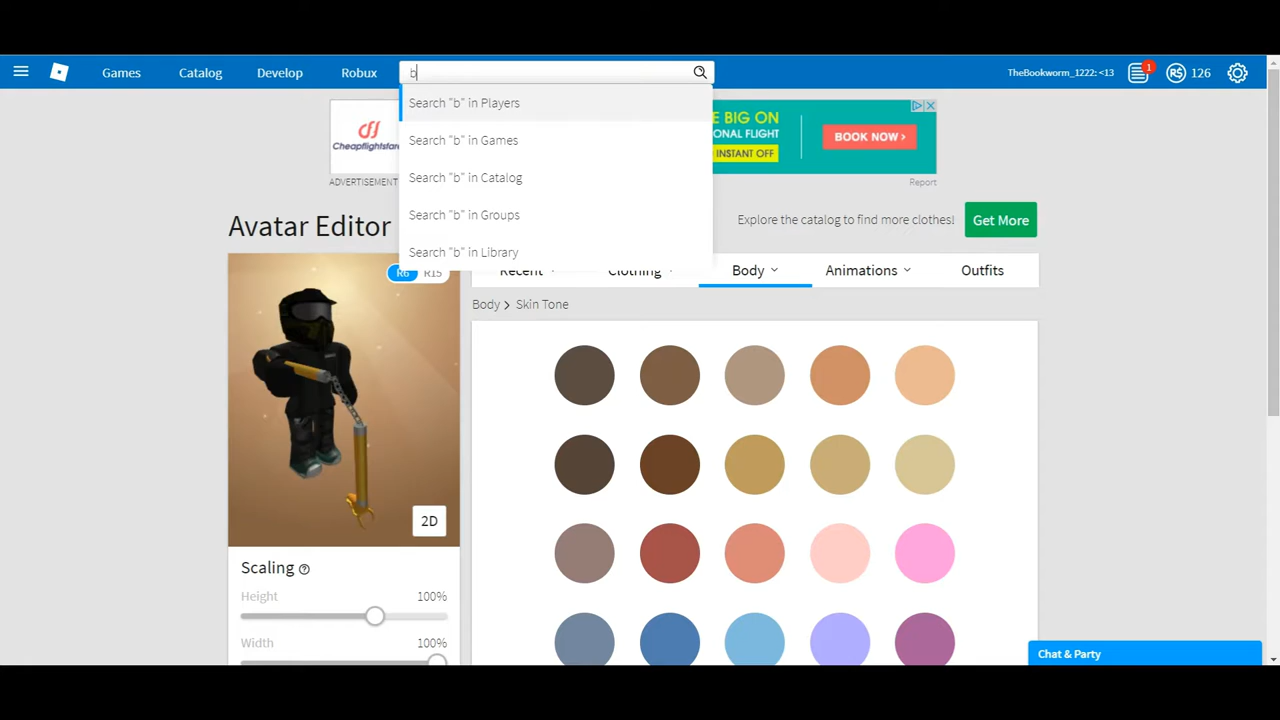 Games
Catalog
Develop
Robux
b
TheBookworm_1222: <13
1
R$ 126
Search "b" in Players
Search "b" in Games
Search "b" in Catalog
Search "b" in Groups
Search "b" in Library
Cheapflightsfare
E BIG ON
ONAL FLIGHT
INSTANT OFF
BOOK NOW >
ADVERTISEMENT
Report
Avatar Editor
Explore the catalog to find more clothes!
Get More
R6
R15
Recent
Clothing
Body
Animations
Outfits
Body > Skin Tone
2D
Scaling
Height 100%
Width 100%
Chat & Party